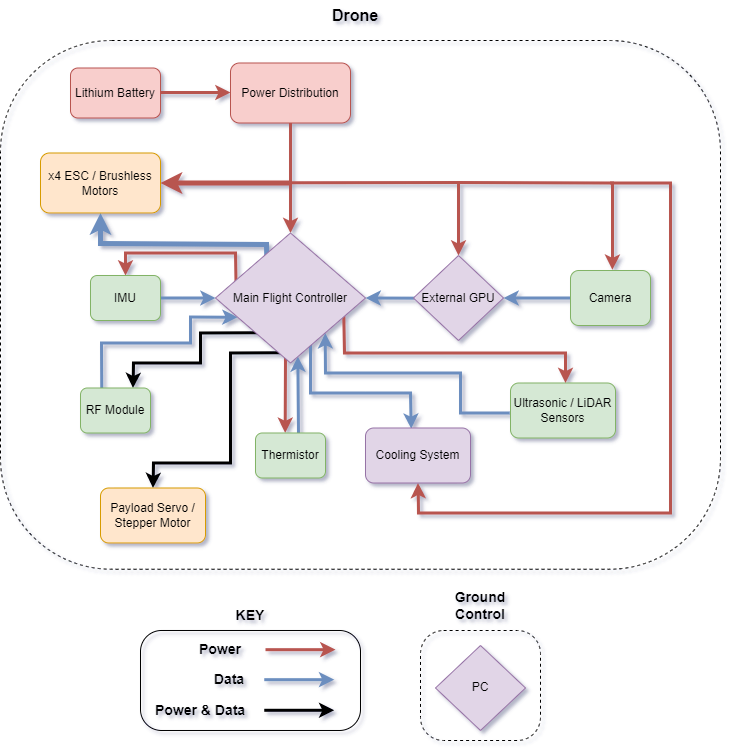 Drone
Lithium Battery
Power Distribution
x4 ESC / Brushless
Motors
IMU
Main Flight Controller
External GPU
Camera
RF Module
Ultrasonic / LiDAR
Sensors
Thermistor
Cooling System
Payload Servo /
Stepper Motor
KEY
Power
Data
Power & Data
Ground
Control
PC